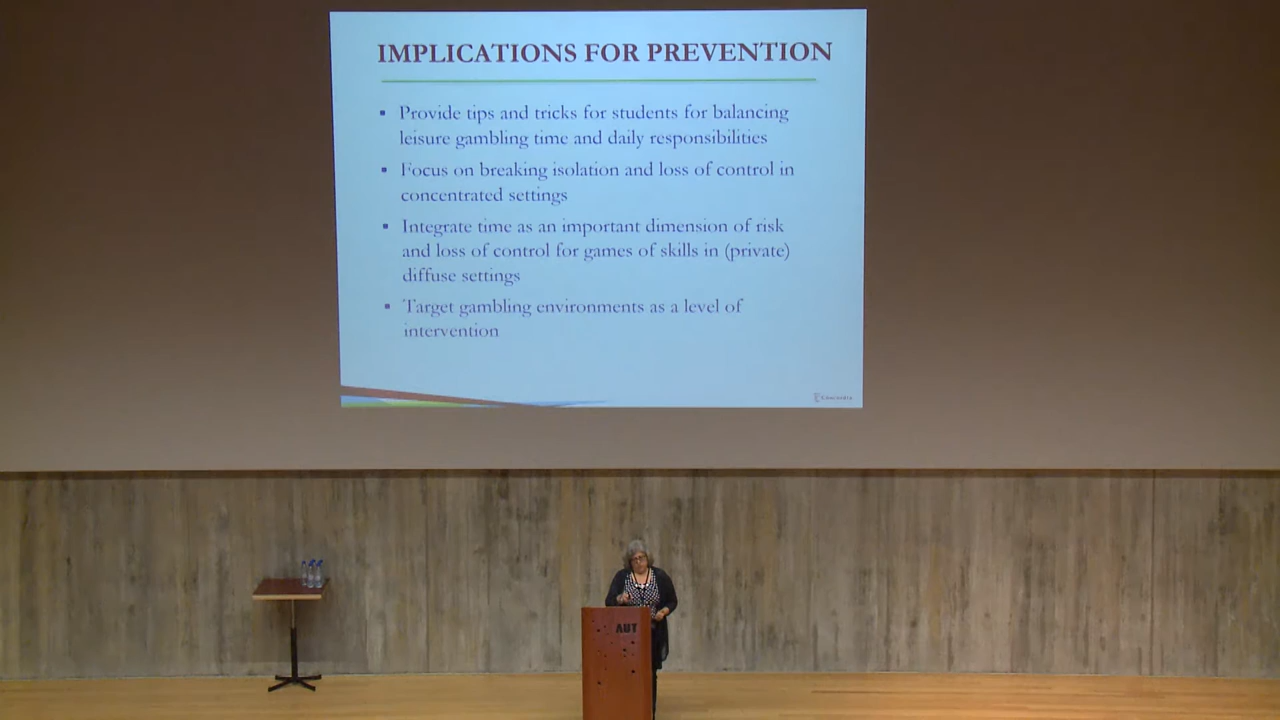 IMPLICATIONS FOR PREVENTION
▪ Provide tips and tricks for students for balancing
leisure gambling time and daily responsibilities
▪ Focus on breaking isolation and loss of control in
concentrated settings
▪ Integrate time as an important dimension of risk
and loss of control for games of skills in (private)
diffuse settings
▪ Target gambling environments as a level of
intervention
Concordia
AUT